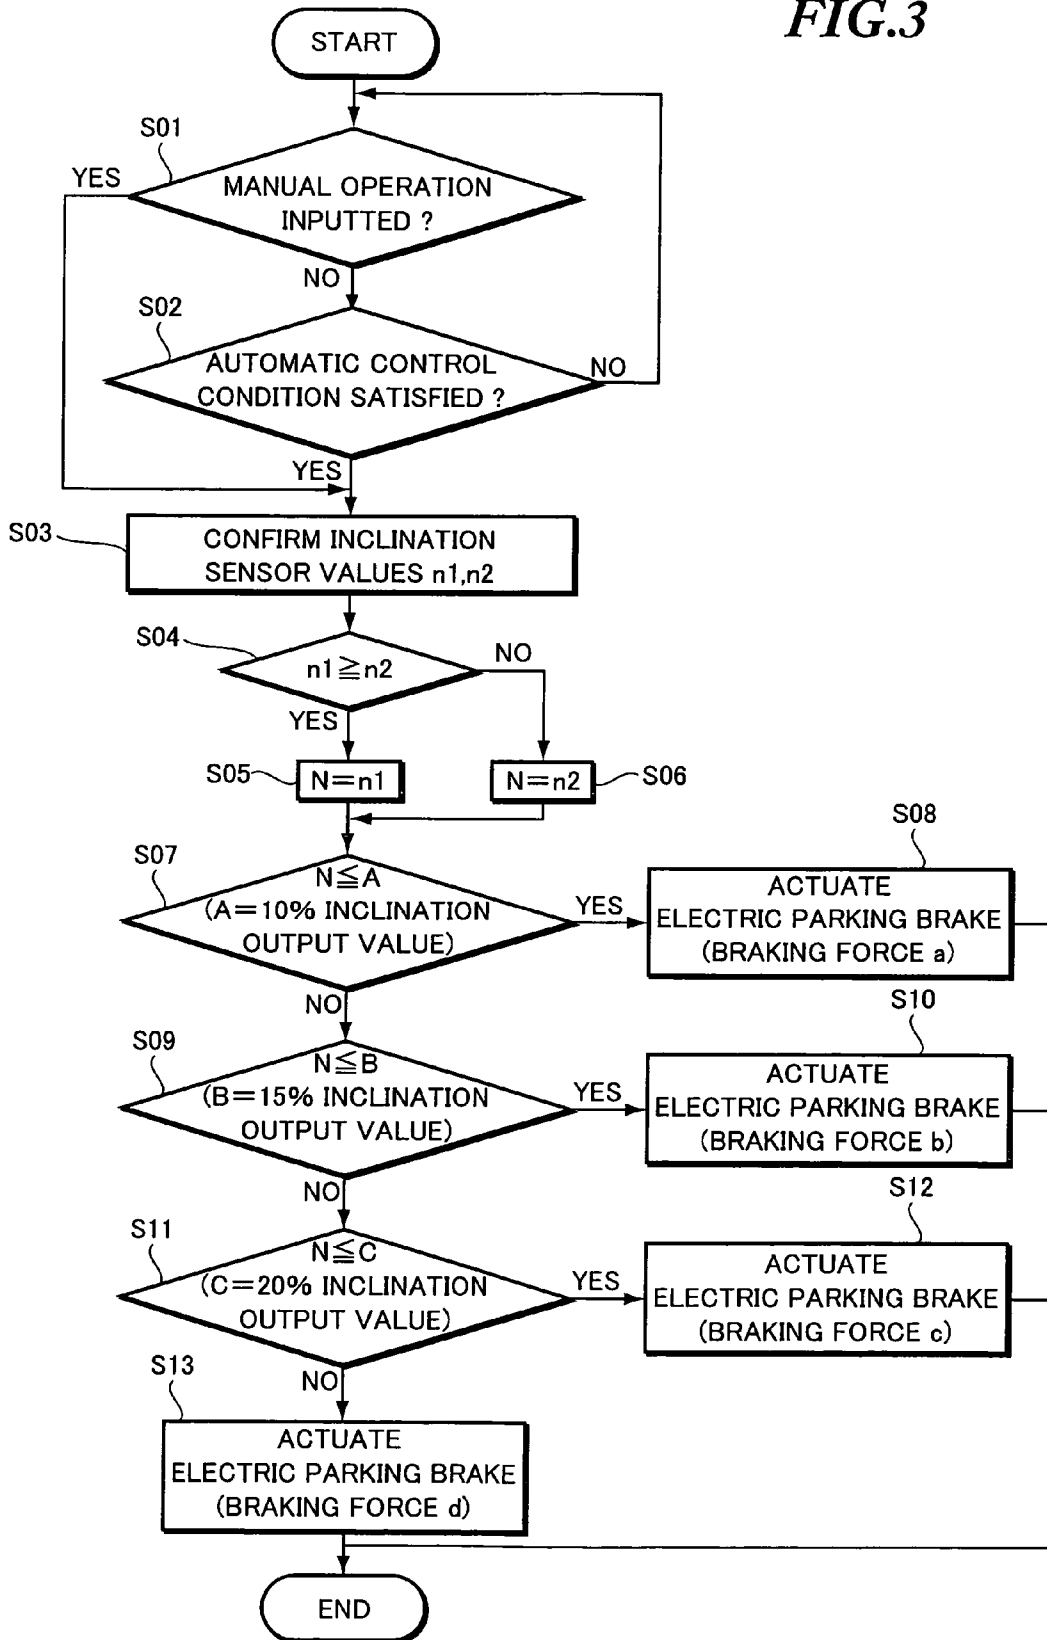 FIG.3
START
S01
YES
MANUAL OPERATION
INPUTTED ?
NO
S02
AUTOMATIC CONTROL
CONDITION SATISFIED ?
NO
YES
S03
CONFIRM INCLINATION
SENSOR VALUES n1,n2
S04
n1≧n2
NO
YES
S05
N=n1
N=n2
S06
S07
N≦A
(A=10% INCLINATION
OUTPUT VALUE)
YES
S08
ACTUATE
ELECTRIC PARKING BRAKE
(BRAKING FORCE a)
NO
S09
N≦B
(B=15% INCLINATION
OUTPUT VALUE)
YES
S10
ACTUATE
ELECTRIC PARKING BRAKE
(BRAKING FORCE b)
NO
S11
N≦C
(C=20% INCLINATION
OUTPUT VALUE)
YES
S12
ACTUATE
ELECTRIC PARKING BRAKE
(BRAKING FORCE c)
NO
S13
ACTUATE
ELECTRIC PARKING BRAKE
(BRAKING FORCE d)
END